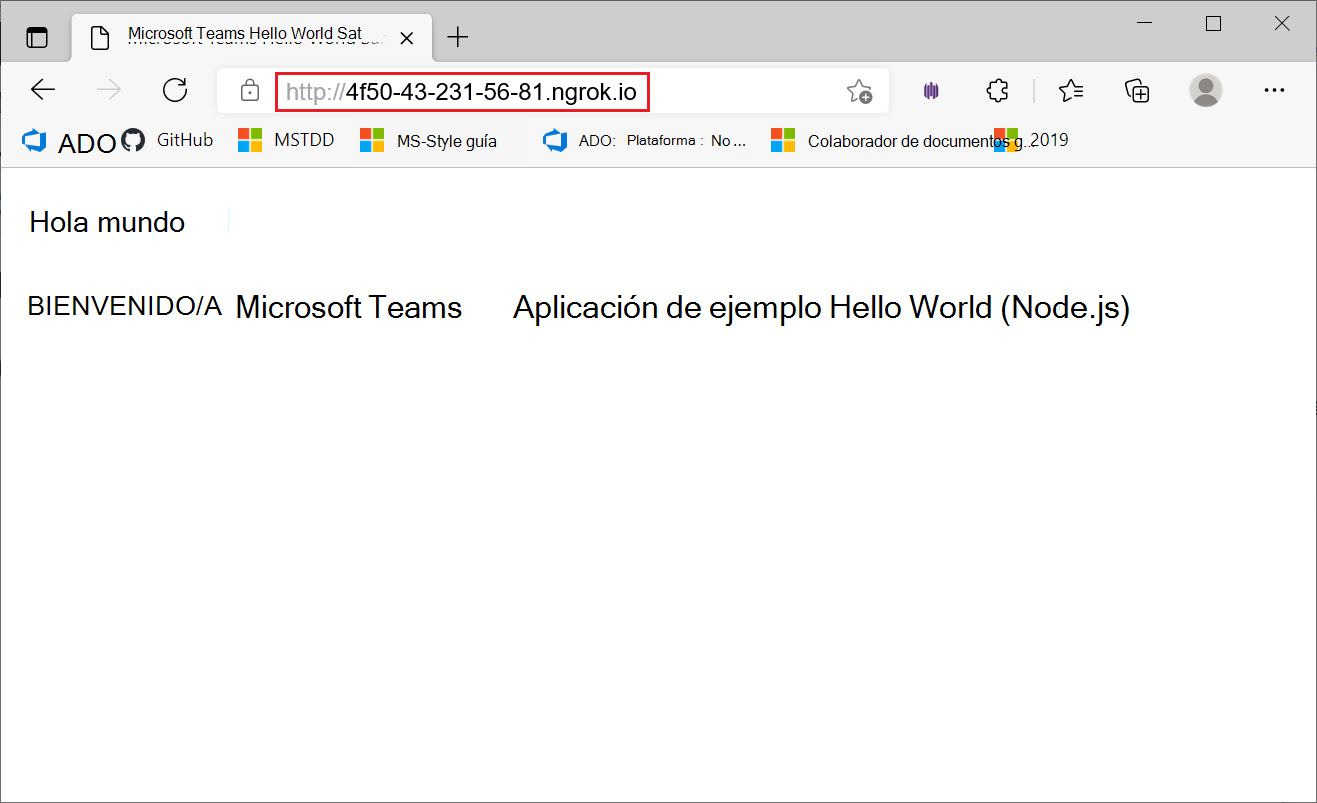 Microsoft Teams Hello World Sat
http://4f50-43-231-56-81.ngrok.io
ADO GitHub MSTDD MS-Style guía ADO: Plataforma : No ... Colaborador de documentos g.. 2019
Hola mundo
BIENVENIDO/A Microsoft Teams Aplicación de ejemplo Hello World (Node.js)